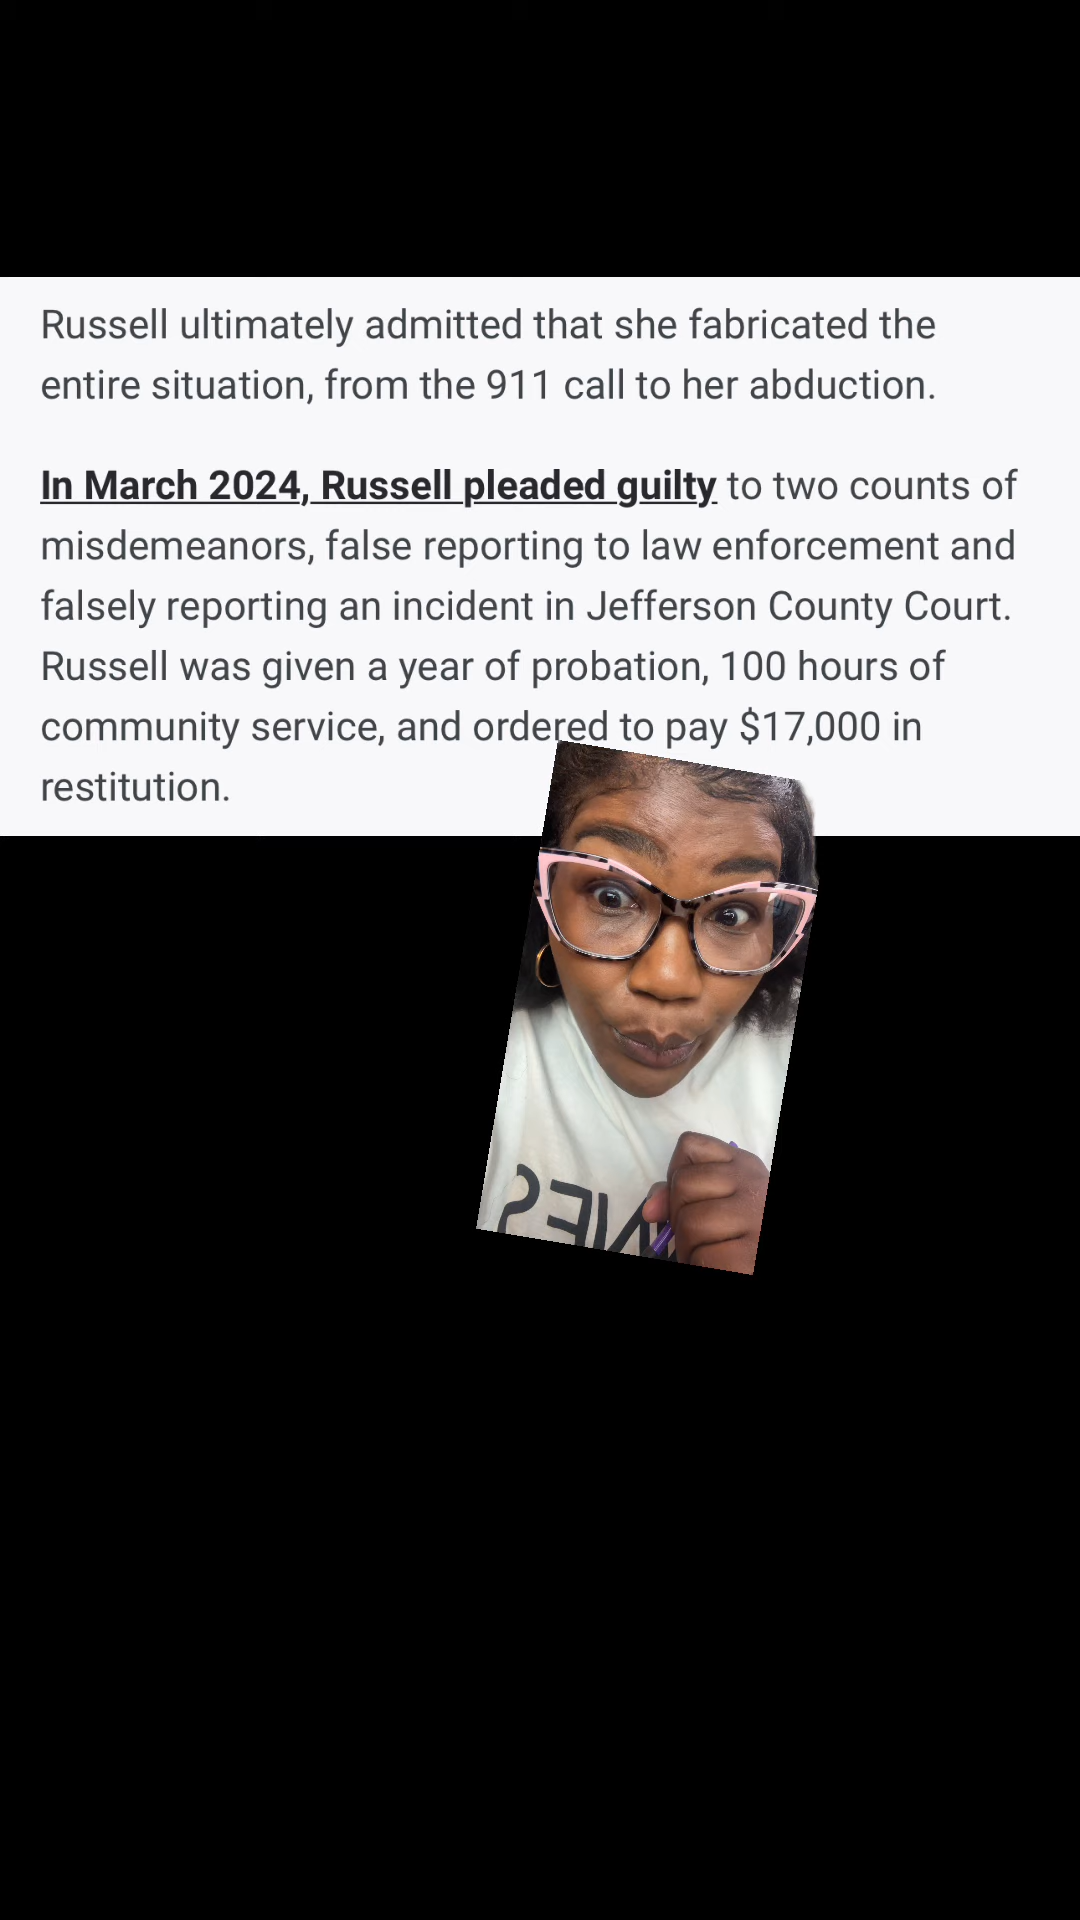 Russell ultimately admitted that she fabricated the
entire situation, from the 911 call to her abduction.
In March 2024, Russell pleaded guilty to two counts of
misdemeanors, false reporting to law enforcement and
falsely reporting an incident in Jefferson County Court.
Russell was given a year of probation, 100 hours of
community service, and ordered to pay $17,000 in
restitution.